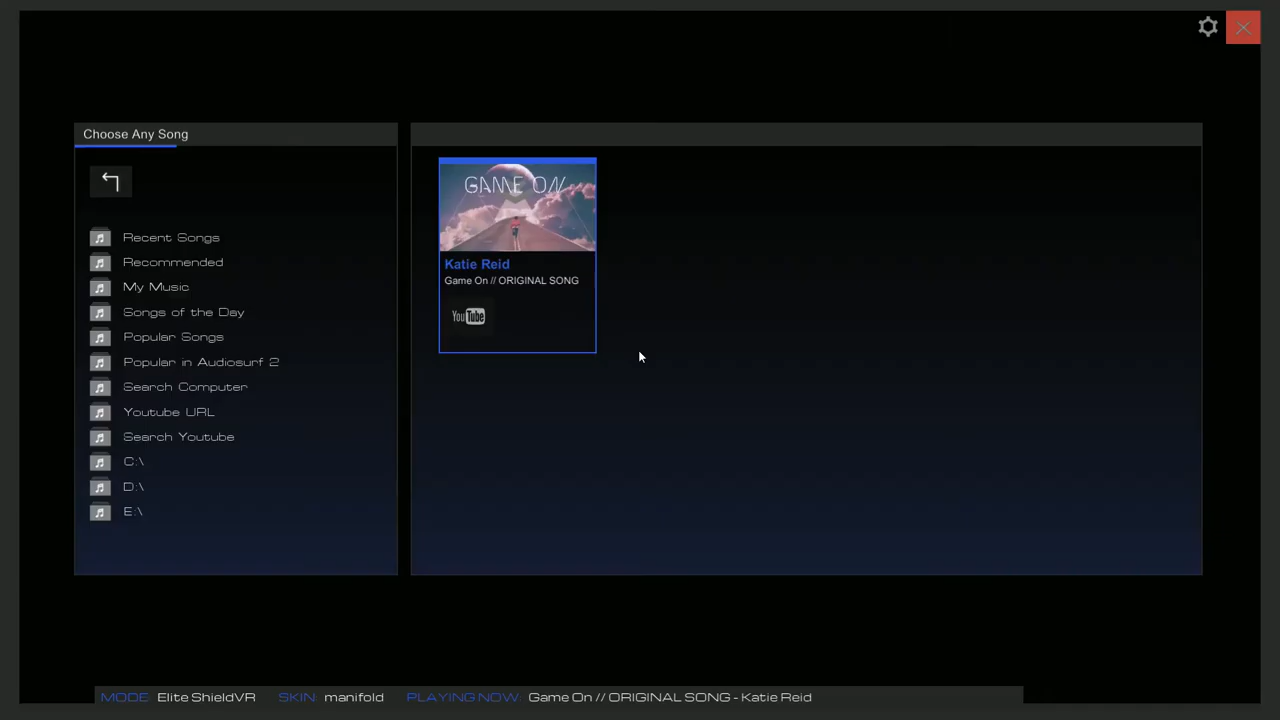 Choose Any Song
Recent Songs
Recommended
My Music
Songs of the Day
Popular Songs
Popular in Audiosurf 2
Search Computer
Youtube URL
Search Youtube
C:\
D:\
E:\
GAME ON
Katie Reid
Game On // ORIGINAL SONG
YouTube
MODE: Elite ShieldVR SKIN: manifold PLAYING NOW: Game On // ORIGINAL SONG - Katie Reid